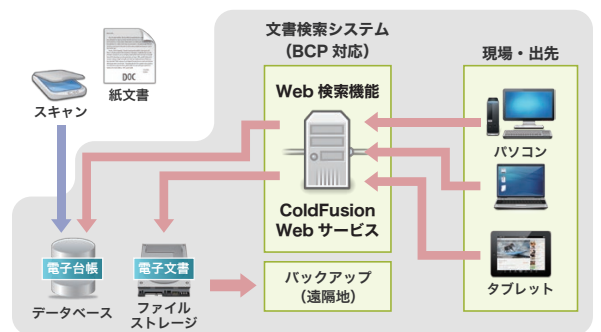 文書検索システム
（BCP 対応）
現場・出先
DOC
スキャン
紙文書
Web 検索機能
パソコン
ColdFusion
Web サービス
タブレット
電子台帳
電子文書
データベース
ファイル
ストレージ
バックアップ
（遠隔地）